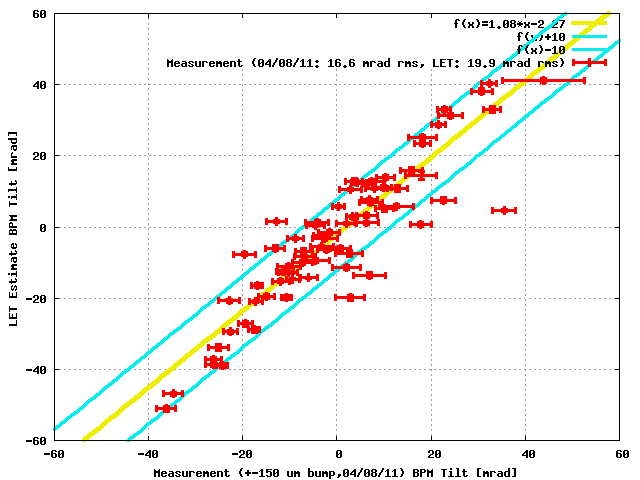 60
f(x)=1.08*x-2.27
f(x)+10
f(x)-10
Measurement (04/08/11: 16.6 mrad rms, LET: 19.9 mrad rms)
40
20
0
-20
-40
-60
LET Estimate BPM Tilt [mrad]
-60 -40 -20 0 20 40 60
Measurement (+-150 um bump,04/08/11) BPM Tilt [mrad]